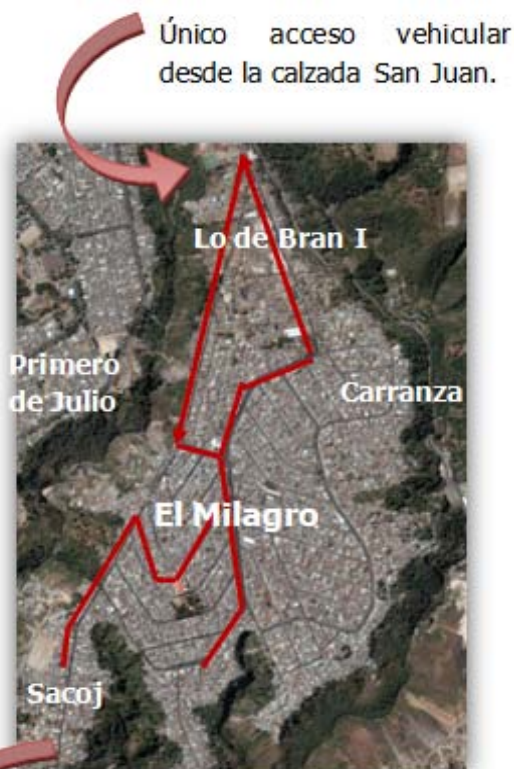 Único acceso vehicular
desde la calzada San Juan.
Lo de Bran I
Primero
de Julio
Carranza
El Milagro
Sacoj